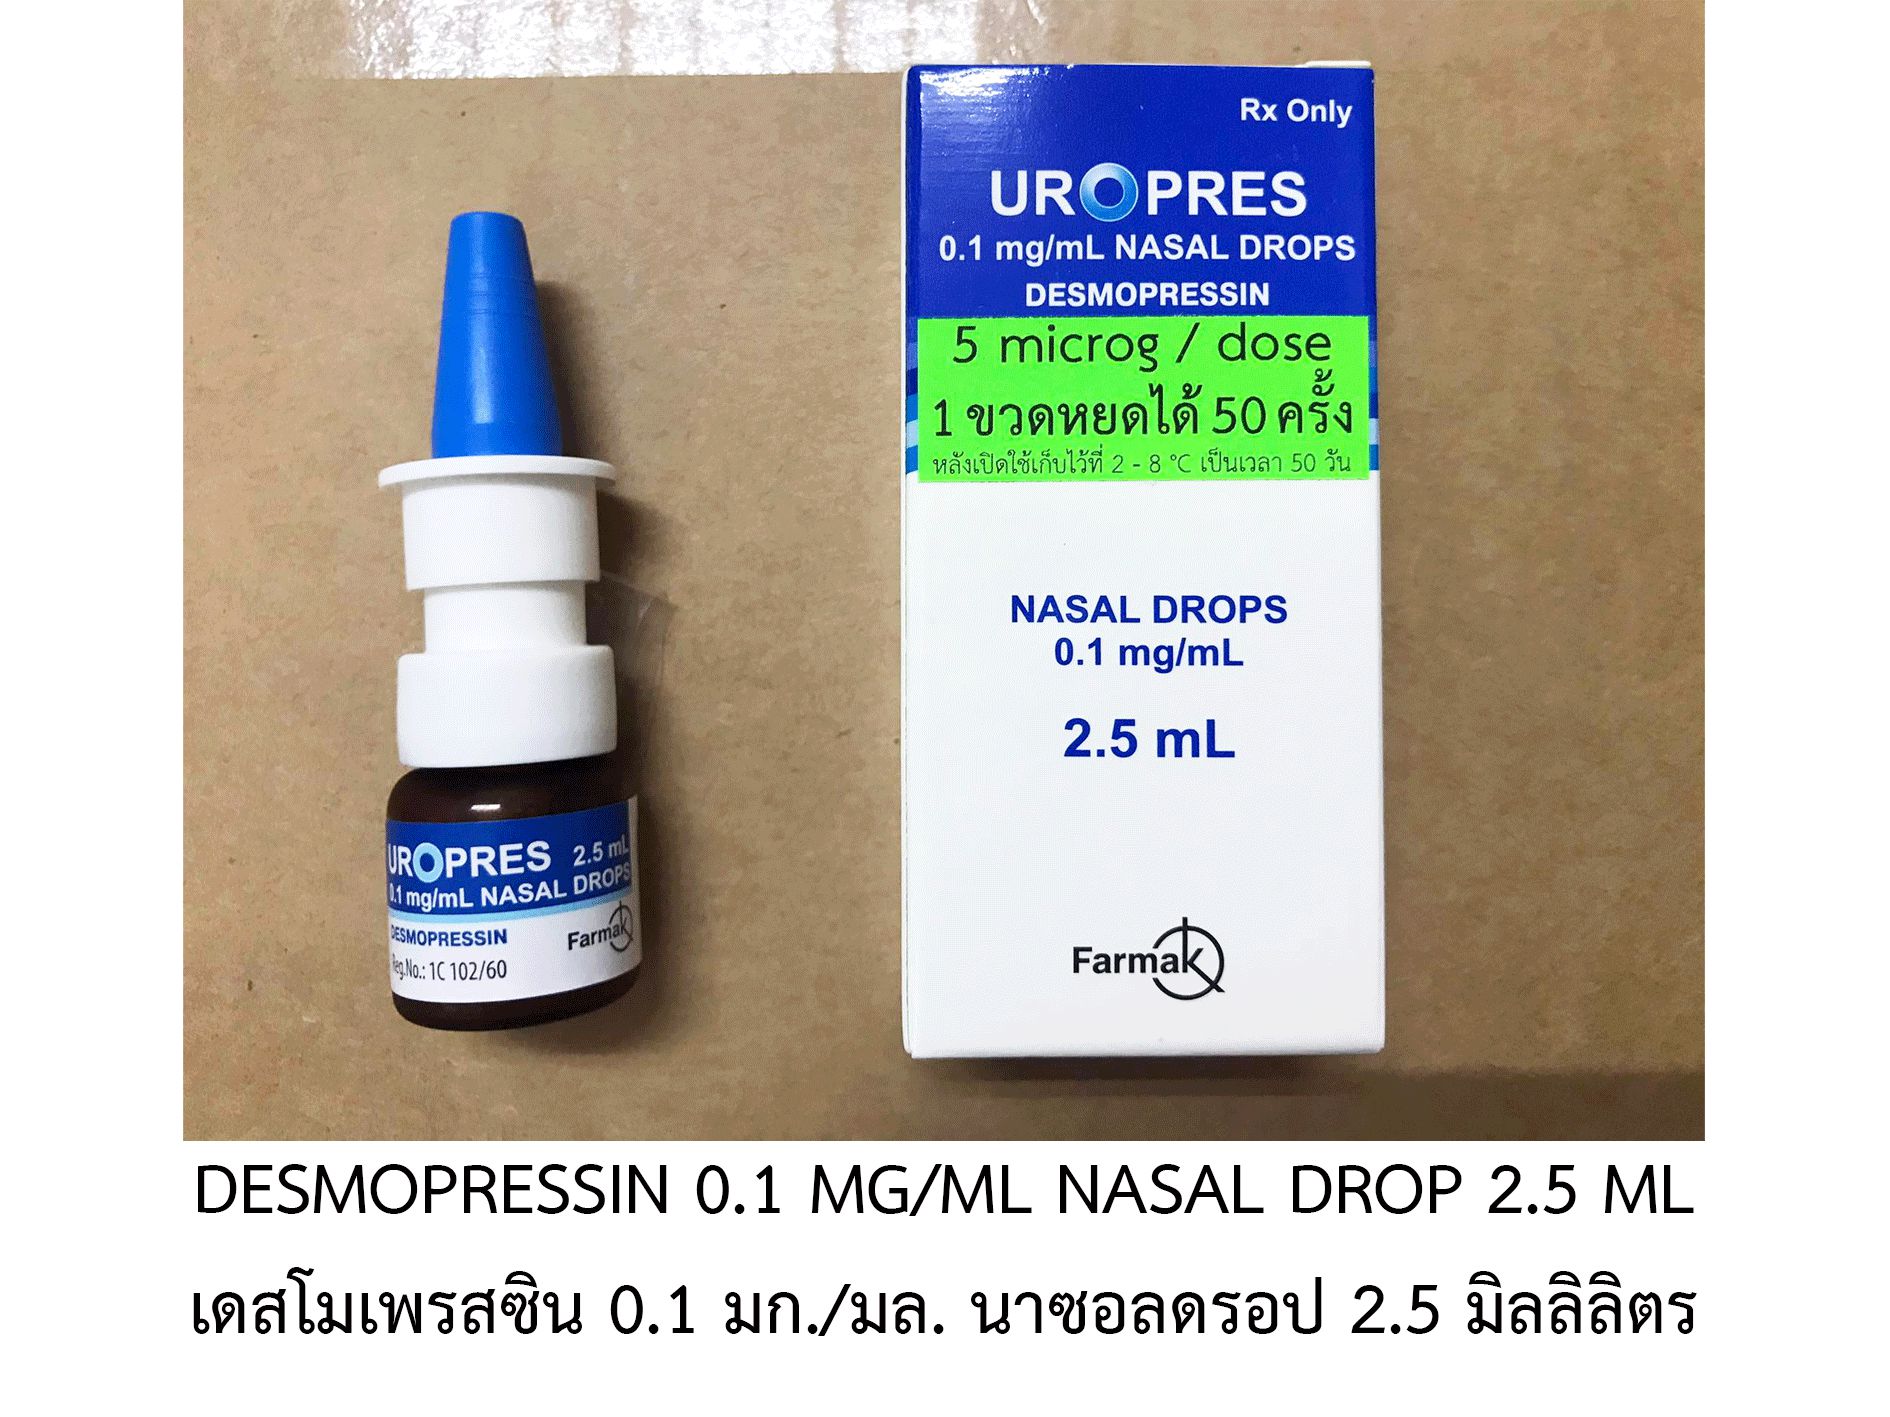 Rx Only
UROPRES
0.1 mg/mL NASAL DROPS
DESMOPRESSIN
5 microg / dose
1 ขวดหยดได้ 50 ครั้ง
หลังเปิดใช้เก็บไว้ที่ 2 - 8 °C เป็นเวลา 50 วัน
NASAL DROPS
0.1 mg/mL
2.5 mL
Farmak
UROPRES 2.5 mL
0.1 mg/mL NASAL DROPS
DESMOPRESSIN
Farmak
Reg.No.: 1C 102/60
DESMOPRESSIN 0.1 MG/ML NASAL DROP 2.5 ML
เดสโมเพรสซิน 0.1 มก./มล. นาซอลดรอป 2.5 มิลลิลิตร